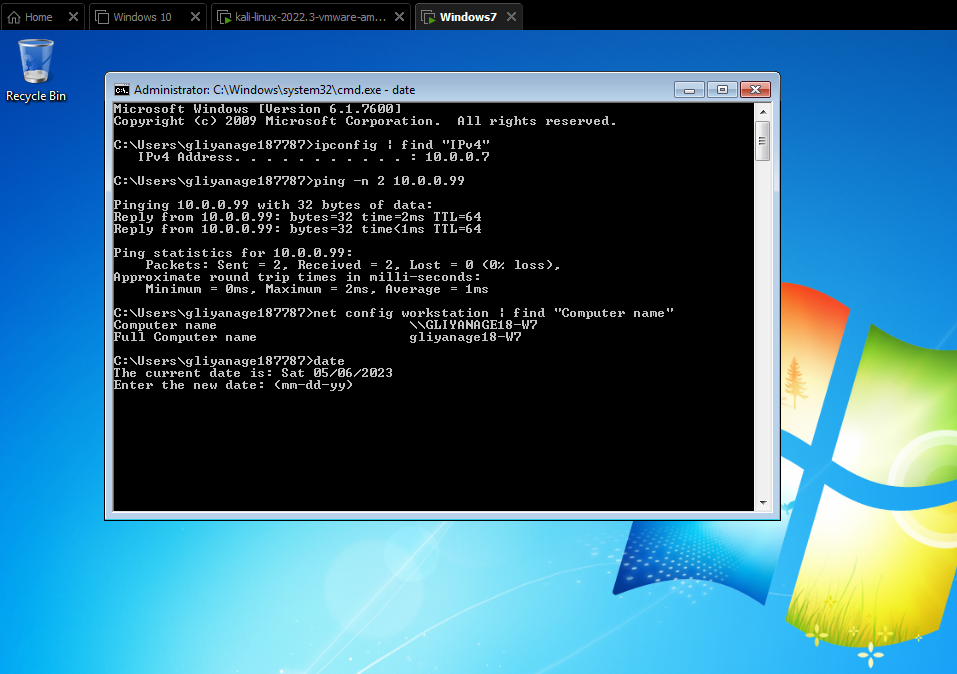 Home
Windows 10
kali-linux-2022.3-vmware-am...
Windows7
Recycle Bin
Administrator: C:\Windows\system32\cmd.exe - date
Microsoft Windows [Version 6.1.7600]
Copyright (c) 2009 Microsoft Corporation.  All rights reserved.
C:\Users\gliyanage187787>ipconfig | find "IPv4"
   IPv4 Address. . . . . . . . . . . : 10.0.0.7
C:\Users\gliyanage187787>ping -n 2 10.0.0.99
Pinging 10.0.0.99 with 32 bytes of data:
Reply from 10.0.0.99: bytes=32 time=2ms TTL=64
Reply from 10.0.0.99: bytes=32 time<1ms TTL=64
Ping statistics for 10.0.0.99:
    Packets: Sent = 2, Received = 2, Lost = 0 (0% loss),
Approximate round trip times in milli-seconds:
    Minimum = 0ms, Maximum = 2ms, Average = 1ms
C:\Users\gliyanage187787>net config workstation | find "Computer name"
Computer name                        \\GLIYANAGE18-W7
Full Computer name                   gliyanage18-W7
C:\Users\gliyanage187787>date
The current date is: Sat 05/06/2023
Enter the new date: (mm-dd-yy)